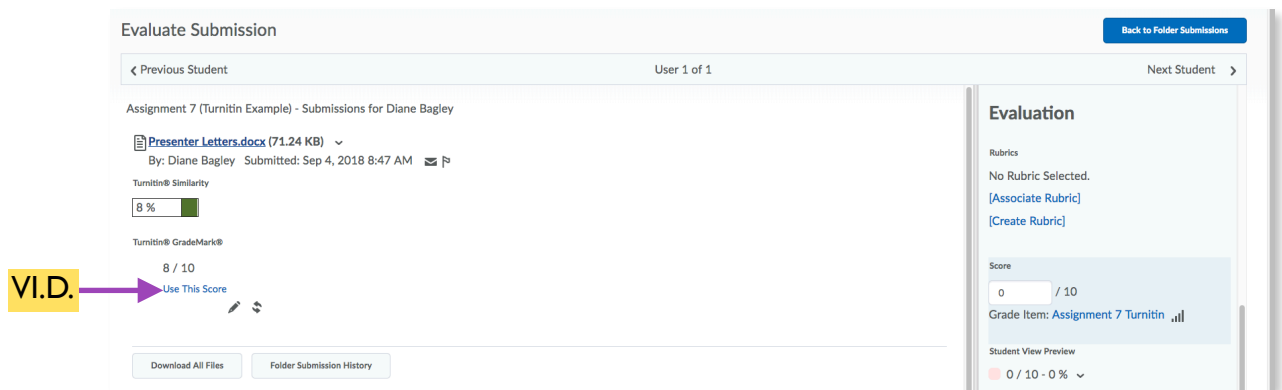 Evaluate Submission
Back to Folder Submissions
Previous Student
User 1 of 1
Next Student
Assignment 7 (Turnitin Example) - Submissions for Diane Bagley
Presenter Letters.docx (71.24 KB)
By: Diane Bagley Submitted: Sep 4, 2018 8:47 AM
Turnitin® Similarity
8 %
Turnitin® GradeMark®
8 / 10
VI.D.
Use This Score
Download All Files
Folder Submission History
Evaluation
Rubrics
No Rubric Selected.
[Associate Rubric]
[Create Rubric]
Score
0 / 10
Grade Item: Assignment 7 Turnitin
Student View Preview
0 / 10 - 0 %